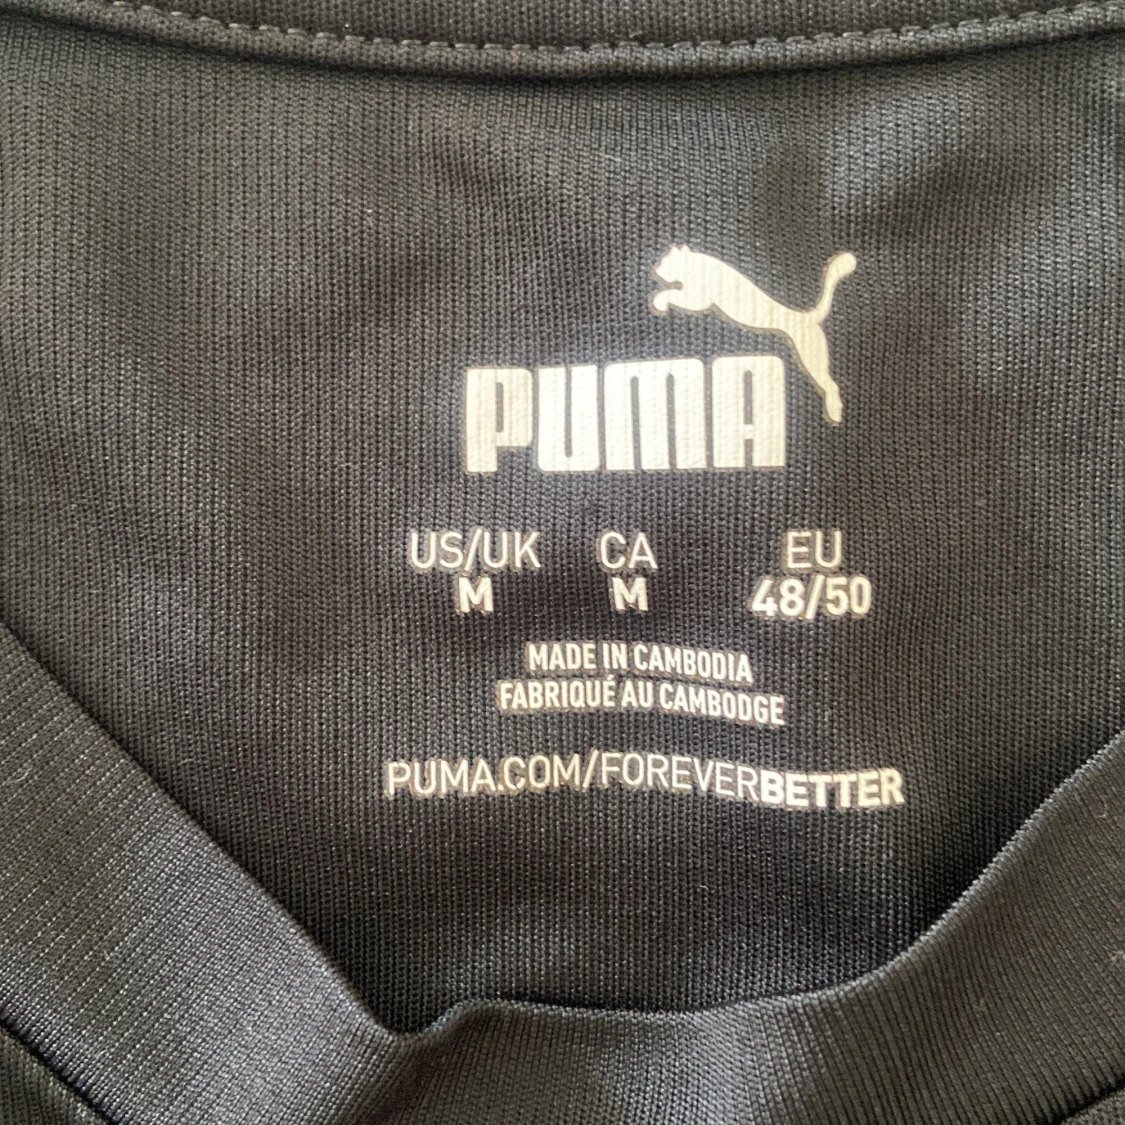 PUMA
US/UK CA EU
M M 48/50
MADE IN CAMBODIA
FABRIQUÉ AU CAMBODGE
PUMA.COM/FOREVERBETTER